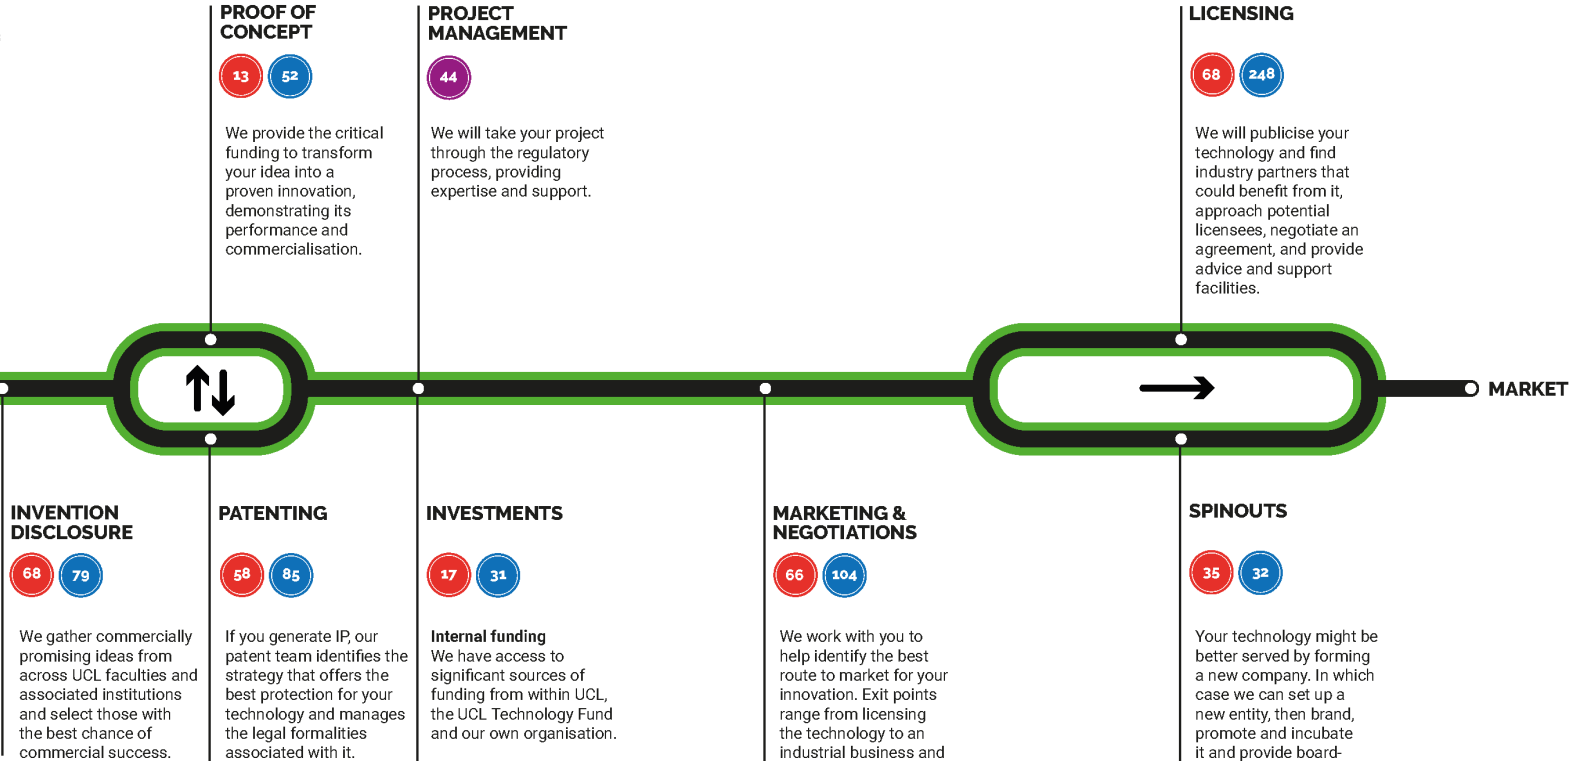 PROOF OF
CONCEPT
13 52
We provide the critical
funding to transform
your idea into a
proven innovation,
demonstrating its
performance and
commercialisation.
PROJECT
MANAGEMENT
44
We will take your project
through the regulatory
process, providing
expertise and support.
LICENSING
68 248
We will publicise your
technology and find
industry partners that
could benefit from it,
approach potential
licensees, negotiate an
agreement, and provide
advice and support
facilities.
MARKET
INVENTION
DISCLOSURE
68 79
We gather commercially
promising ideas from
across UCL faculties and
associated institutions
and select those with
the best chance of
commercial success.
PATENTING
58 85
If you generate IP, our
patent team identifies the
strategy that offers the
best protection for your
technology and manages
the legal formalities
associated with it.
INVESTMENTS
17 31
Internal funding
We have access to
significant sources of
funding from within UCL,
the UCL Technology Fund
and our own organisation.
MARKETING &
NEGOTIATIONS
66 104
We work with you to
help identify the best
route to market for your
innovation. Exit points
range from licensing
the technology to an
industrial business and
SPINOUTS
35 32
Your technology might be
better served by forming
a new company. In which
case we can set up a
new entity, then brand,
promote and incubate
it and provide board-